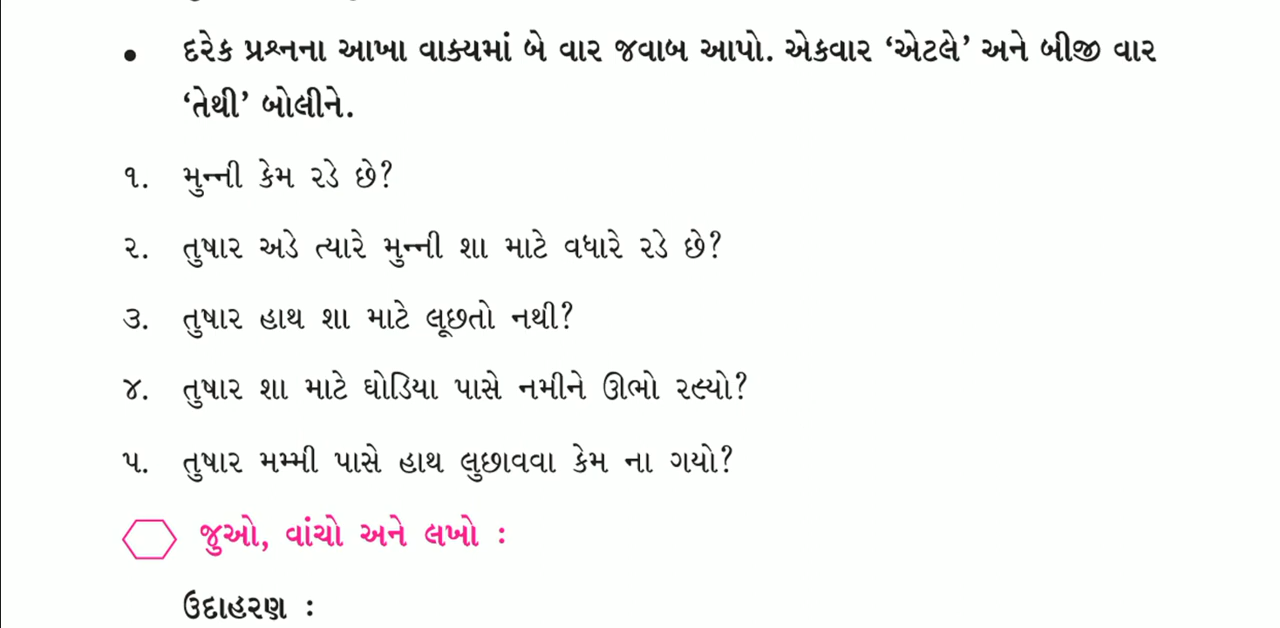 • દરેક પ્રશ્નના આખા વાક્યમાં બે વાર જવાબ આપો. એકવાર ‘એટલે’ અને બીજી વાર
‘તેથી’ બોલીને.
૧. મુન્ની કેમ રડે છે?
૨. તુષાર અડે ત્યારે મુન્ની શા માટે વધારે રડે છે?
૩. તુષાર હાથ શા માટે લૂછતો નથી?
૪. તુષાર શા માટે ઘોડિયા પાસે નમીને ઊભો રહ્યો?
૫. તુષાર મમ્મી પાસે હાથ લુછાવવા કેમ ના ગયો?
જુઓ, વાંચો અને લખો :
ઉદાહરણ :